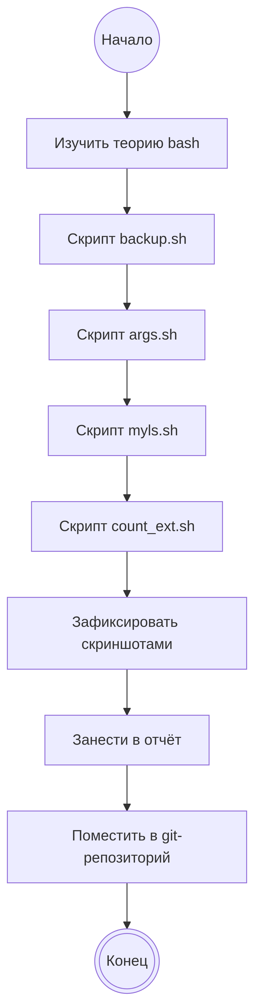 Начало
Изучить теорию bash
Скрипт backup.sh
Скрипт args.sh
Скрипт myls.sh
Скрипт count_ext.sh
Зафиксировать
скриншотами
Занести в отчёт
Поместить в git-
репозиторий
Конец